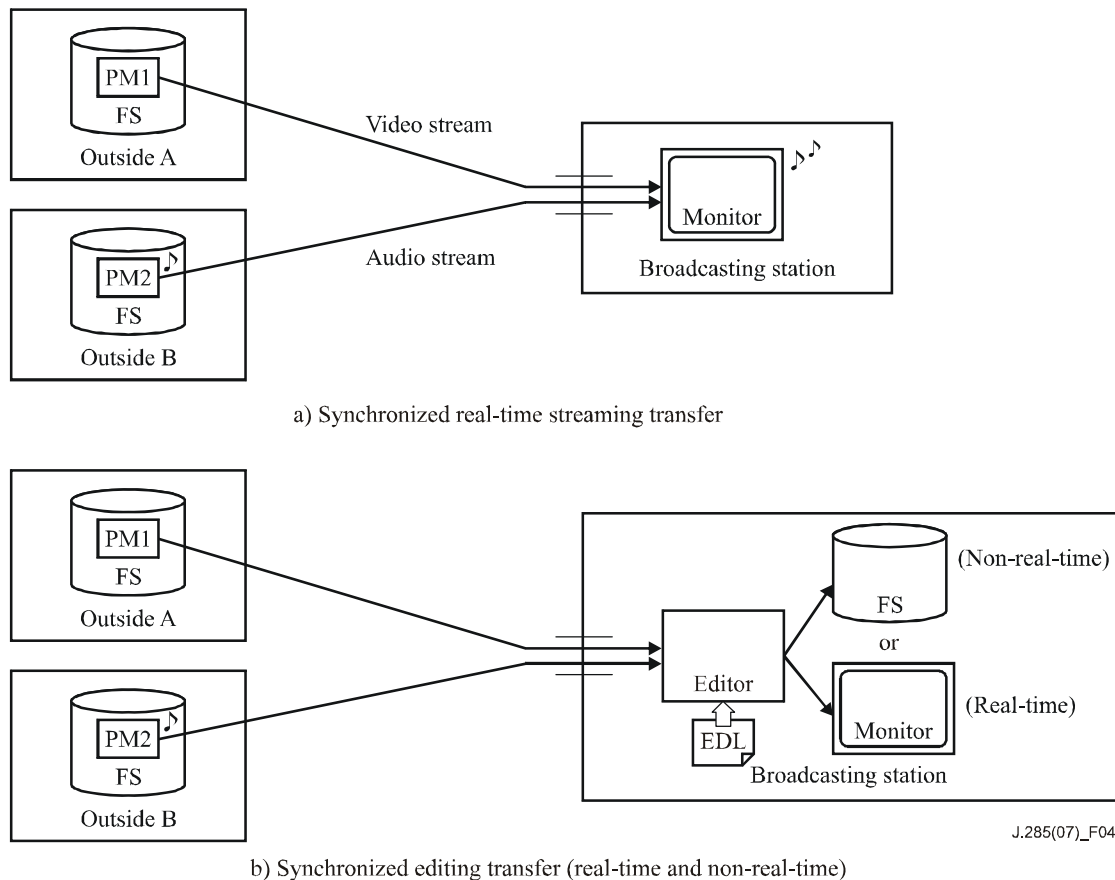 PM1
FS
Outside A
Video stream
PM2
FS
Outside B
Audio stream
Monitor
Broadcasting station
a) Synchronized real-time streaming transfer
PM1
FS
Outside A
PM2
FS
Outside B
Editor
EDL
FS
(Non-real-time)
or
Monitor
(Real-time)
Broadcasting station
J.285(07)_F04
b) Synchronized editing transfer (real-time and non-real-time)